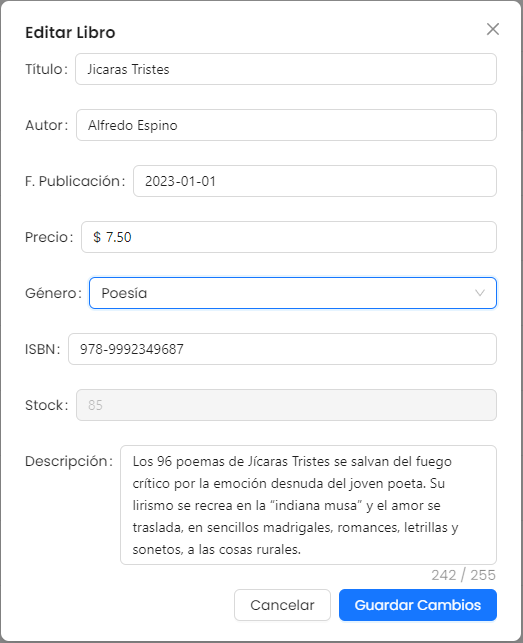 Editar Libro
Título: Jicaras Tristes
Autor: Alfredo Espino
F. Publicación: 2023-01-01
Precio: $ 7.50
Género: Poesía
ISBN: 978-9992349687
Stock: 85
Descripción: Los 96 poemas de Jícaras Tristes se salvan del fuego
crítico por la emoción desnuda del joven poeta. Su
lirismo se recrea en la “indiana musa” y el amor se
traslada, en sencillos madrigales, romances, letrillas y
sonetos, a las cosas rurales.
242 / 255
Cancelar Guardar Cambios